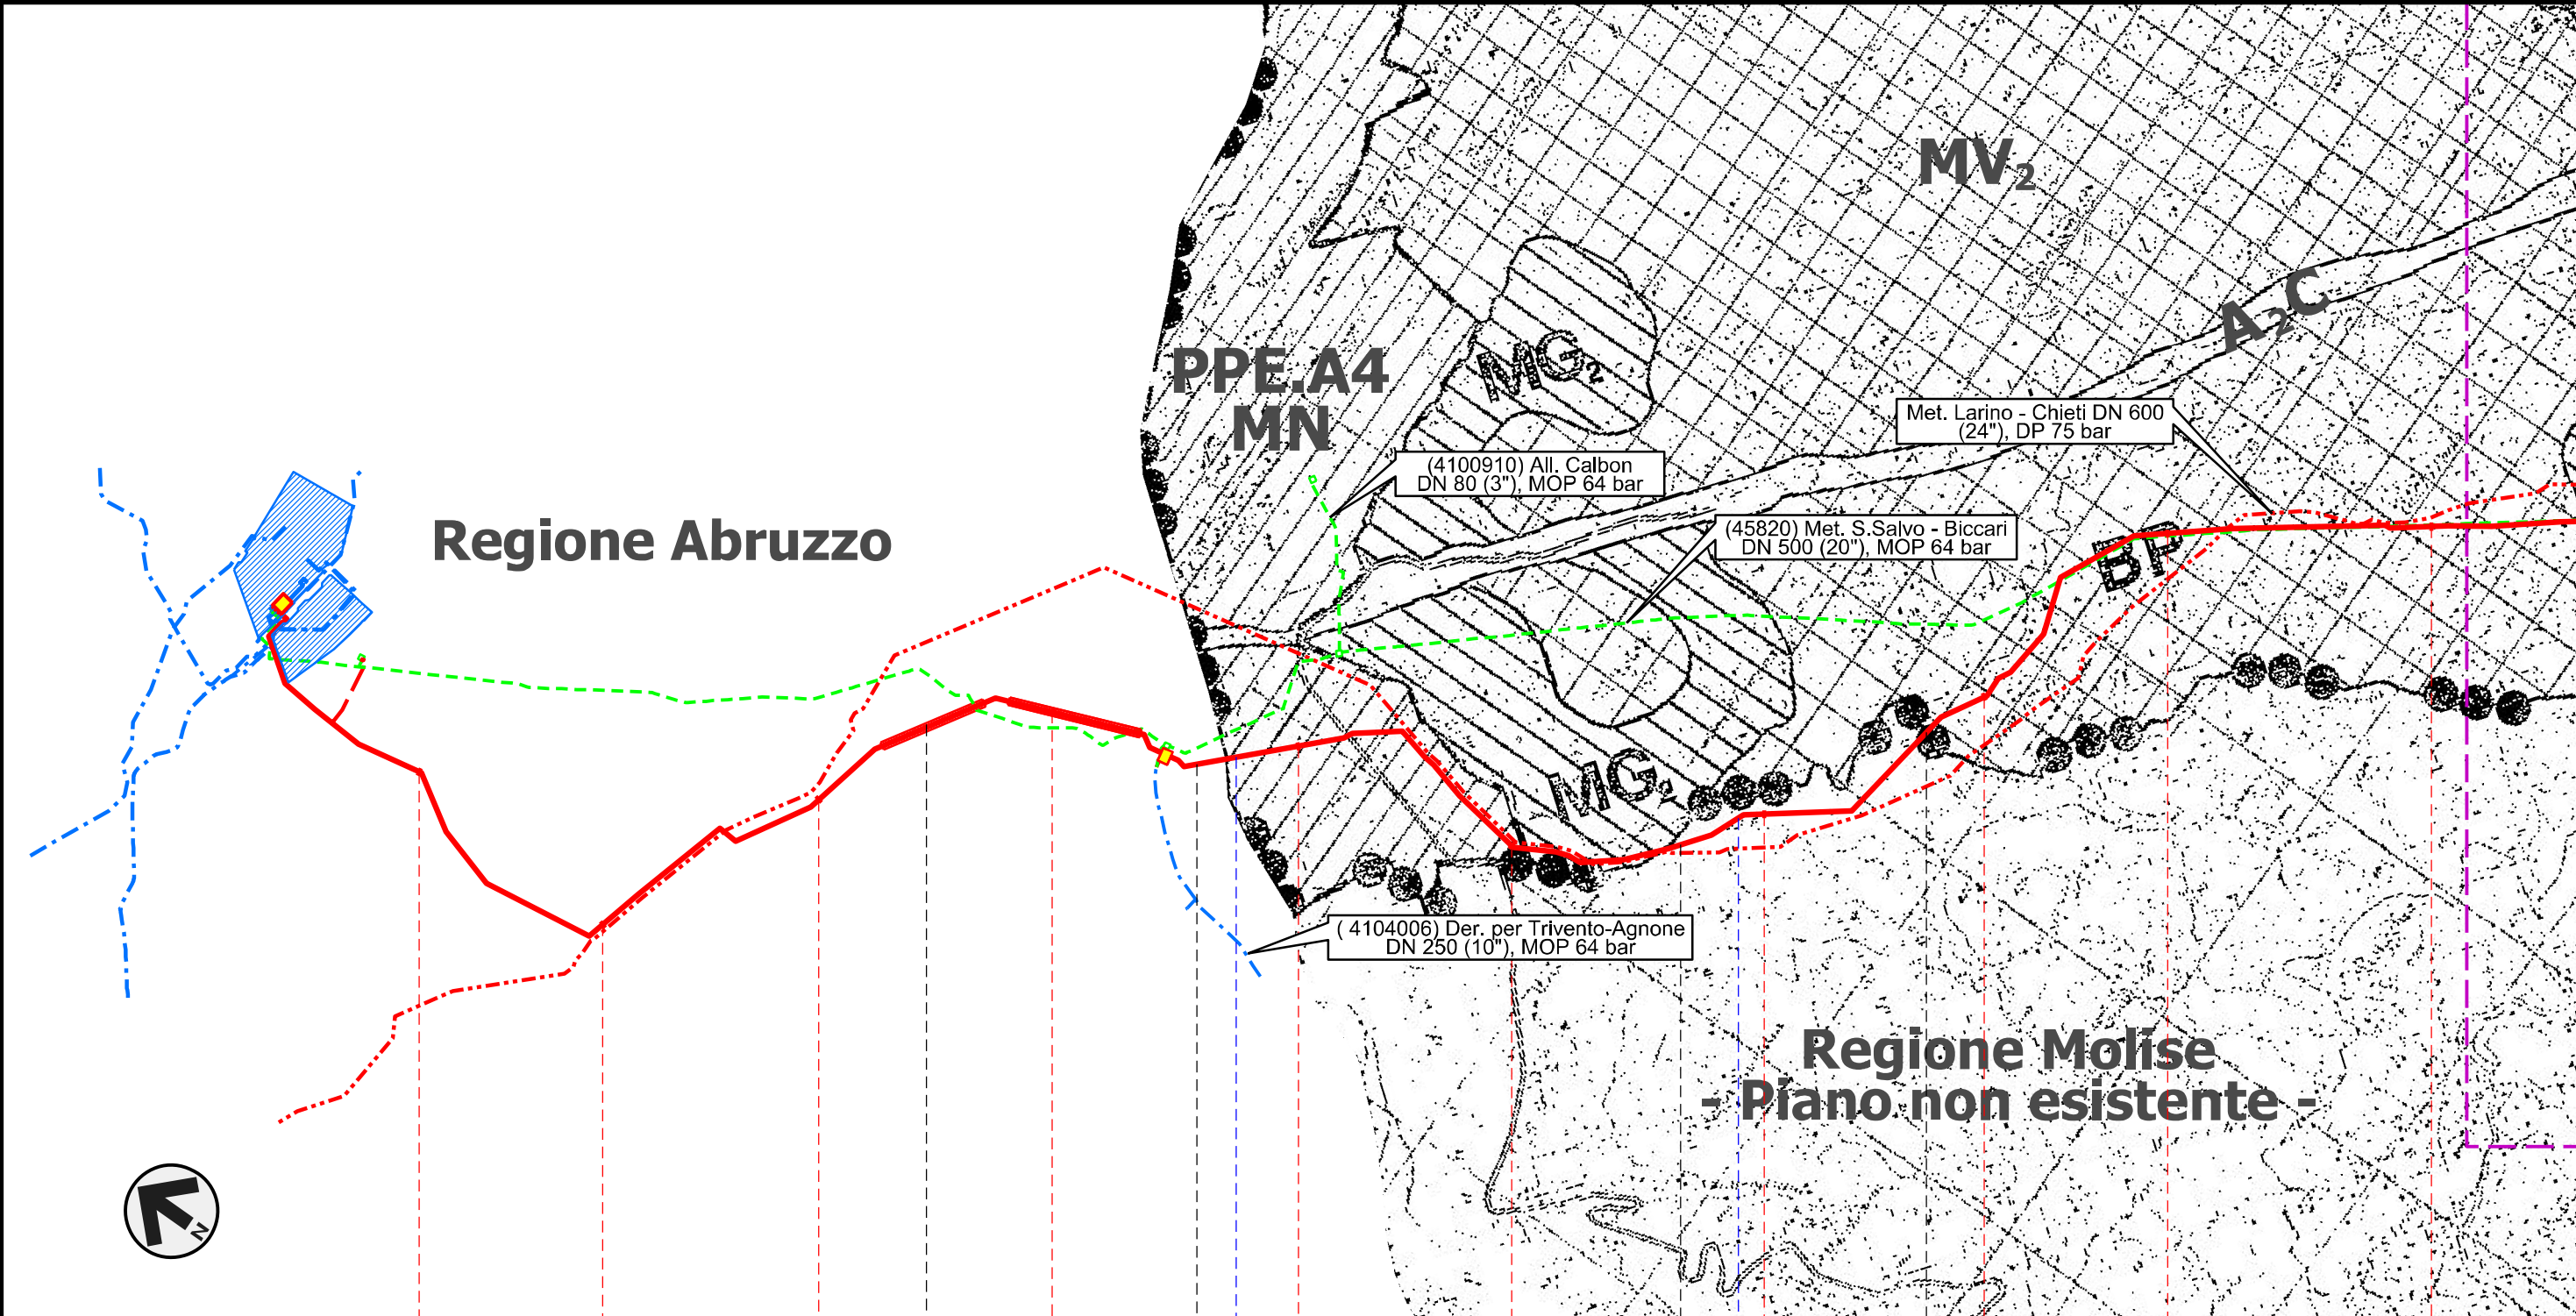 MV₂
A₂C
PPE.A4
MN
MG₂
Met. Larino - Chieti DN 600
(24"), DP 75 bar
(4100910) All. Calbon
DN 80 (3"), MOP 64 bar
Regione Abruzzo
(45820) Met. S.Salvo - Biccari
DN 500 (20"), MOP 64 bar
BP
MG₂
( 4104006) Der. per Trivento-Agnone
DN 250 (10"), MOP 64 bar
Regione Molise
- Piano non esistente -
N